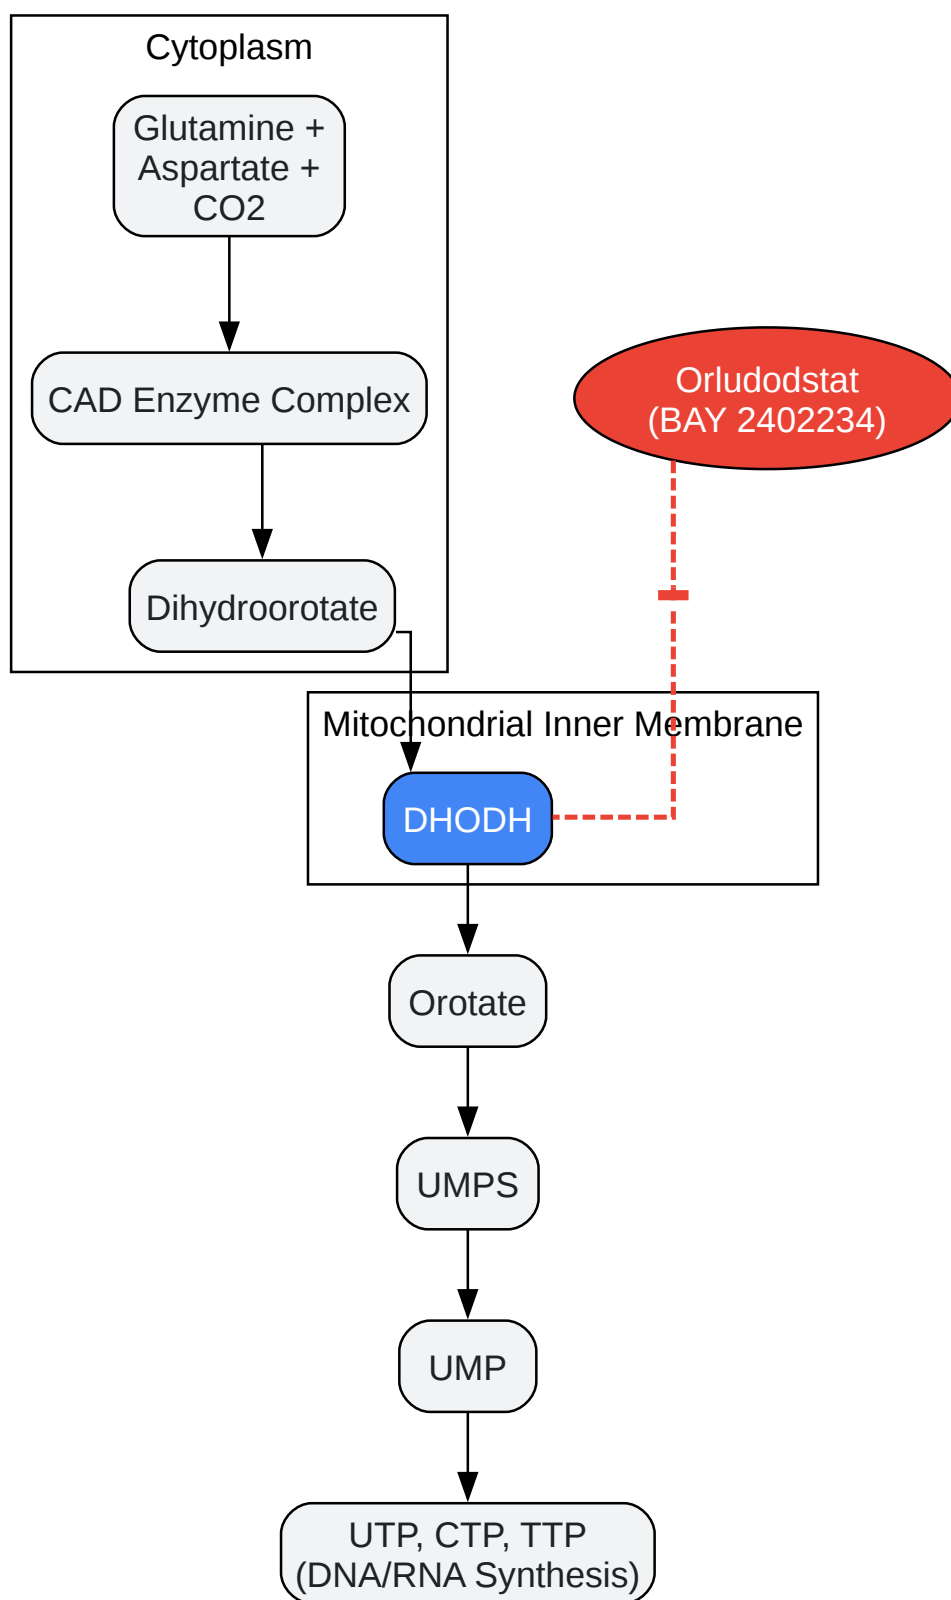 Cytoplasm
Glutamine +
Aspartate +
CO2
CAD Enzyme Complex
Orludodstat
(BAY 2402234)
Dihydroorotate
Mitochondrial Inner Membrane
DHODH
Orotate
UMPS
UMP
UTP, CTP, TTP
(DNA/RNA Synthesis)